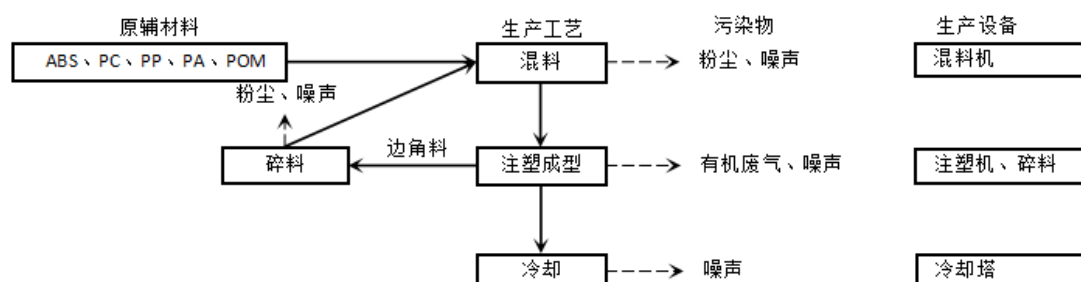 原辅材料 生产工艺 污染物 生产设备
ABS、PC、PP、PA、POM 混料 粉尘、噪声 混料机
粉尘、噪声
碎料 边角料 注塑成型 有机废气、噪声 注塑机、碎料
冷却 噪声 冷却塔